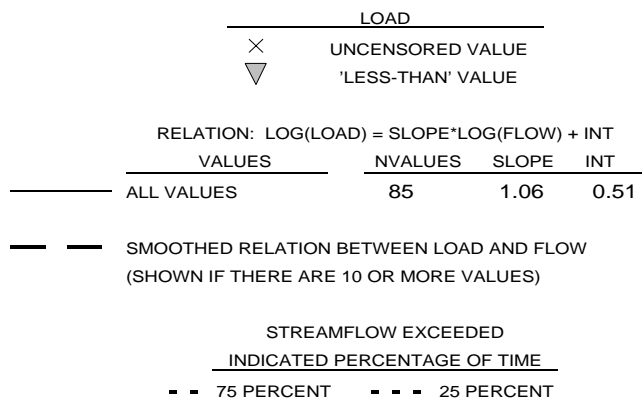 LOAD
UNCENSORED VALUE
'LESS-THAN' VALUE
RELATION: LOG(LOAD) = SLOPE*LOG(FLOW) + INT
VALUES NVALUES SLOPE INT
ALL VALUES 85 1.06 0.51
SMOOTHED RELATION BETWEEN LOAD AND FLOW
(SHOWN IF THERE ARE 10 OR MORE VALUES)
STREAMFLOW EXCEEDED
INDICATED PERCENTAGE OF TIME
75 PERCENT 25 PERCENT